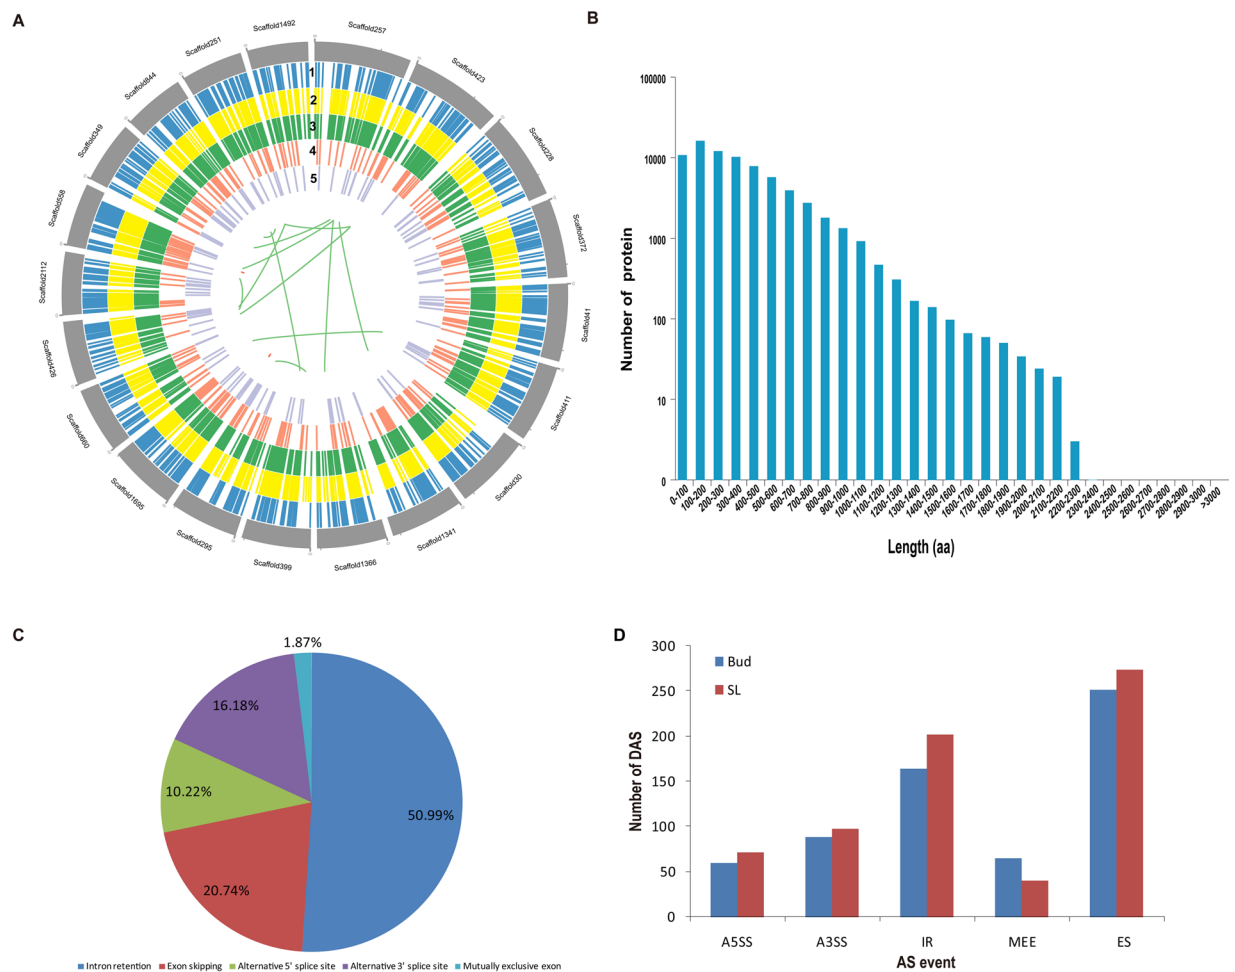 A
Scaffold1492
Scaffold257
Scaffold251
Scaffold423
Scaffold844
Scaffold228
Scaffold349
Scaffold558
Scaffold372
Scaffold2112
Scaffold441
Scaffold426
Scaffold411
Scaffold660
Scaffold30
Scaffold1695
Scaffold1341
Scaffold295
Scaffold399
Scaffold1366
1
2
3
4
5
B
Number of protein
100000
10000
1000
100
10
0
0-100
100-200
200-300
300-400
400-500
500-600
600-700
700-800
800-900
900-1000
1000-1100
1100-1200
1200-1300
1300-1400
1400-1500
1500-1600
1600-1700
1700-1800
1800-1900
1900-2000
2000-2100
2100-2200
2200-2300
2300-2400
2400-2500
2500-2600
2600-2700
2700-2800
2800-2900
2900-3000
>3000
Length (aa)
C
1.87%
16.18%
10.22%
50.99%
20.74%
Intron retention Exon skipping Alternative 5' splice site Alternative 3' splice site Mutually exclusive exon
D
Number of DAS
300
250
200
150
100
50
0
Bud
SL
A5SS A3SS IR MEE ES
AS event